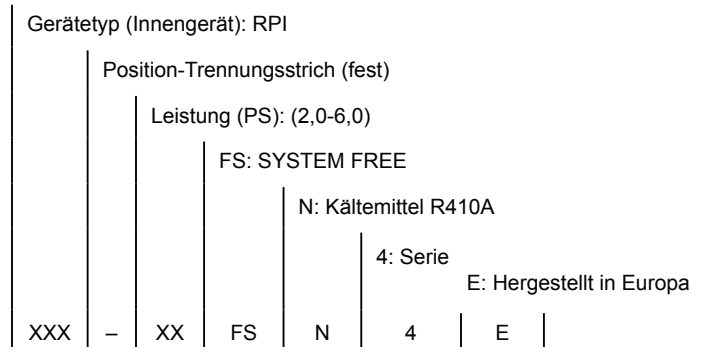 Gerätetyp (Innengerät): RPI
Position-Trennungsstrich (fest)
Leistung (PS): (2,0-6,0)
FS: SYSTEM FREE
N: Kältemittel R410A
4: Serie
E: Hergestellt in Europa
XXX – XX FS N 4 E